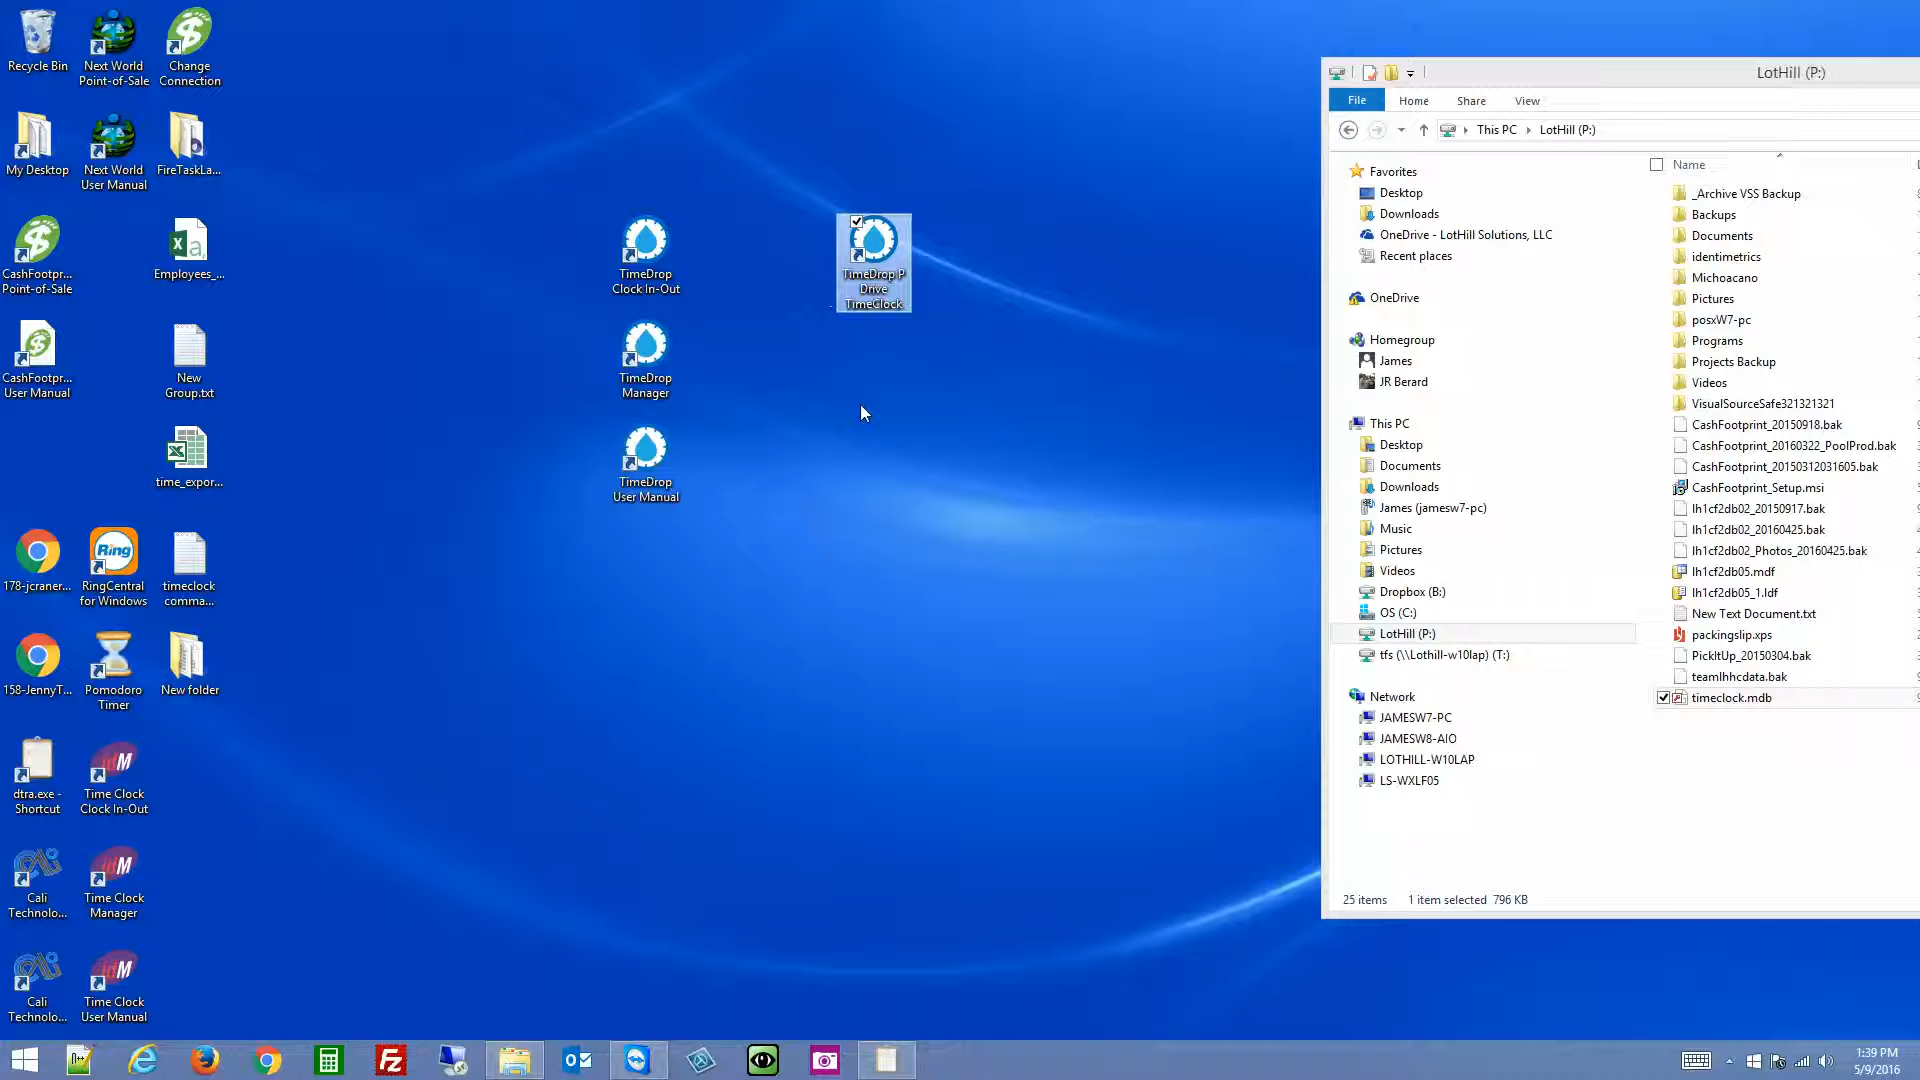 Recycle Bin
Next World
Point-of-Sale
Change
Connection
My Desktop
Next World
User Manual
FireTaskLa...
CashFootpr...
Point-of-Sale
Employees_...
CashFootpr...
User Manual
New
Group.txt
time_expor...
178-jcraner...
Ring
RingCentral
for Windows
timeclock
comma...
158-JennyT...
Pomodoro
Timer
New folder
dtra.exe -
Shortcut
Time Clock
Clock In-Out
Cali
Technolo...
Time Clock
Manager
Cali
Technolo...
Time Clock
User Manual
TimeDrop
Clock In-Out
TimeDrop
Manager
TimeDrop
User Manual
TimeDrop P
Drive
TimeClock
LotHill (P:)
File
Home
Share
View
This PC
LotHill (P:)
Favorites
Desktop
Downloads
OneDrive - LotHill Solutions, LLC
Recent places
OneDrive
Homegroup
James
JR Berard
This PC
Desktop
Documents
Downloads
James (jamesw7-pc)
Music
Pictures
Videos
Dropbox (B:)
OS (C:)
LotHill (P:)
tfs (\\Lothill-w10lap) (T:)
Network
JAMESW7-PC
JAMESW8-AIO
LOTHILL-W10LAP
LS-WXLF05
Name
_Archive VSS Backup
Backups
Documents
identimetrics
Michoacano
Pictures
posxW7-pc
Programs
Projects Backup
Videos
VisualSourceSafe321321321
CashFootprint_20150918.bak
CashFootprint_20160322_PoolProd.bak
CashFootprint_20150312031605.bak
CashFootprint_Setup.msi
lh1cf2db02_20150917.bak
lh1cf2db02_20160425.bak
lh1cf2db02_Photos_20160425.bak
lh1cf2db05.mdf
lh1cf2db05_1.ldf
New Text Document.txt
packingslip.xps
PickItUp_20150304.bak
teamlhhcdata.bak
timeclock.mdb
25 items
1 item selected 796 KB
1:39 PM
5/9/2016